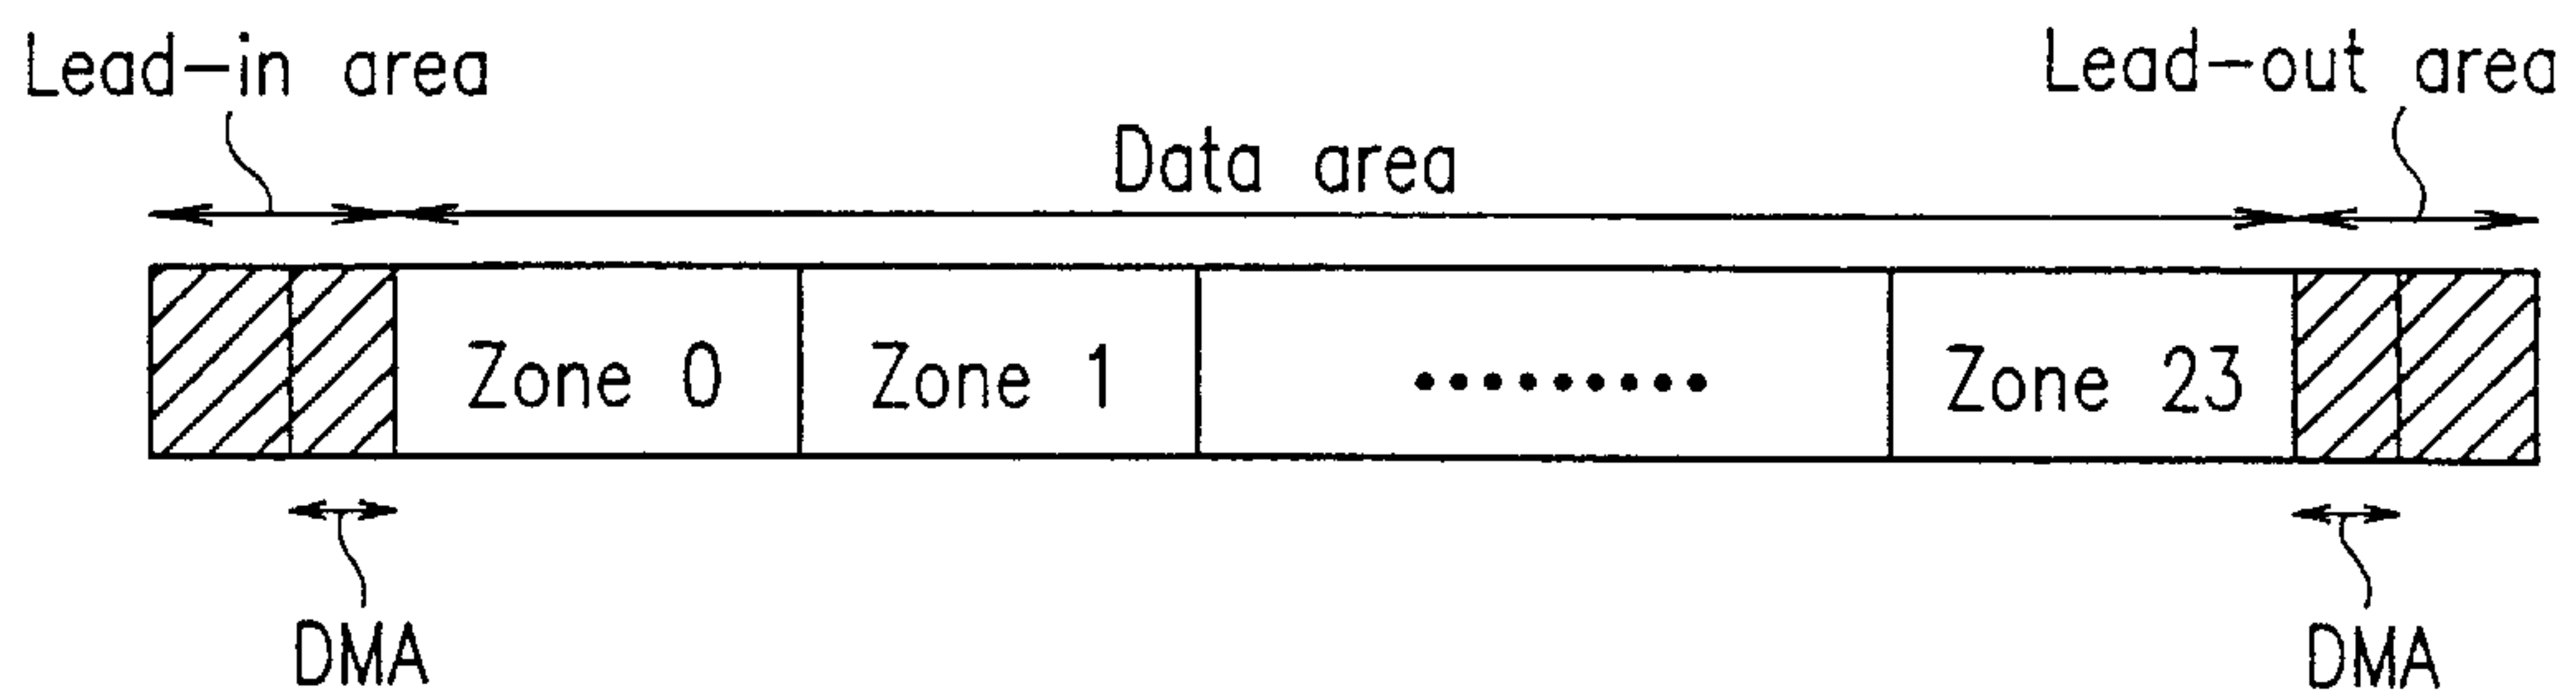 Lead-in area
Lead-out area
Data area
Zone 0
Zone 1
Zone 23
DMA
DMA